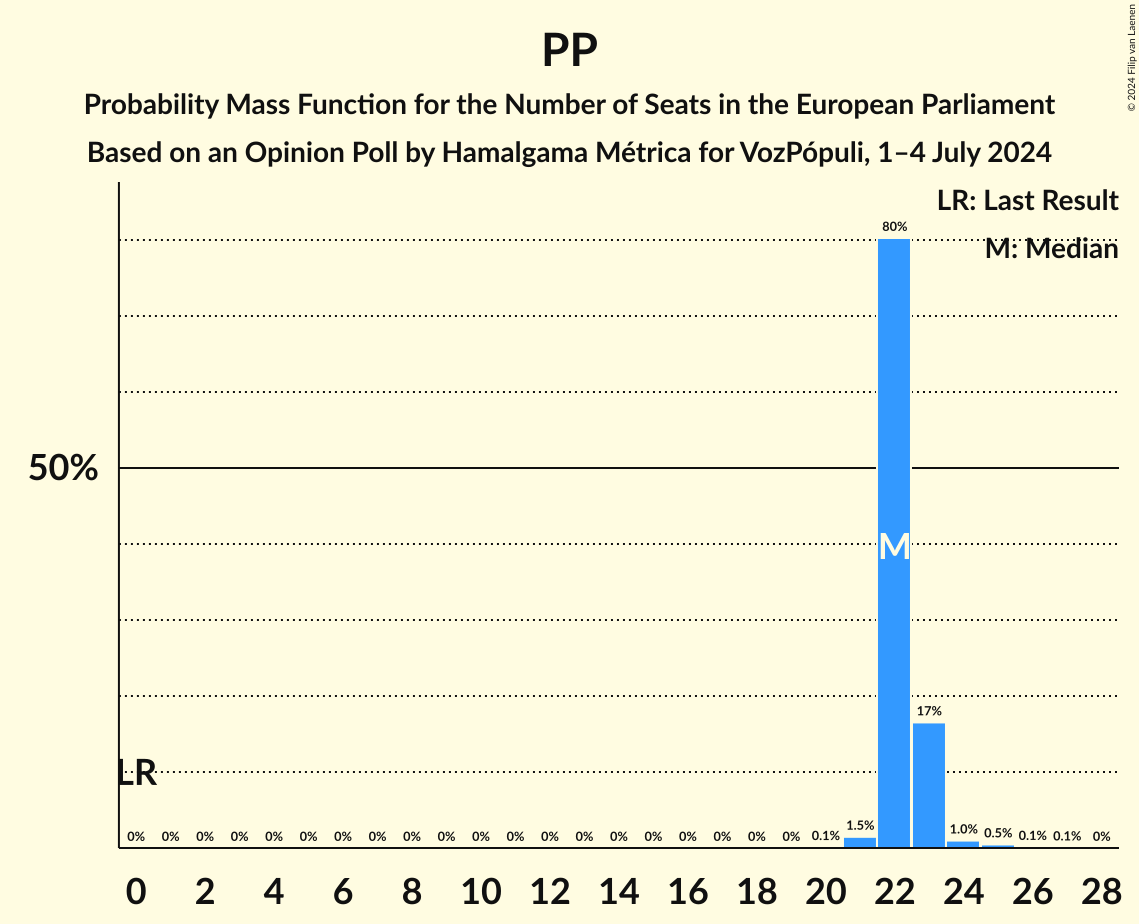 PP
Probability Mass Function for the Number of Seats in the European Parliament
Based on an Opinion Poll by Hamalgama Métrica for VozPópuli, 1–4 July 2024
© 2024 Filip van Laenen
LR: Last Result
M: Median
80%
50%
M
17%
LR
0% 0% 0% 0% 0% 0% 0% 0% 0% 0% 0% 0% 0% 0% 0% 0% 0% 0% 0% 0% 0.1% 1.5% 1.0% 0.5% 0.1% 0.1% 0%
0 2 4 6 8 10 12 14 16 18 20 22 24 26 28